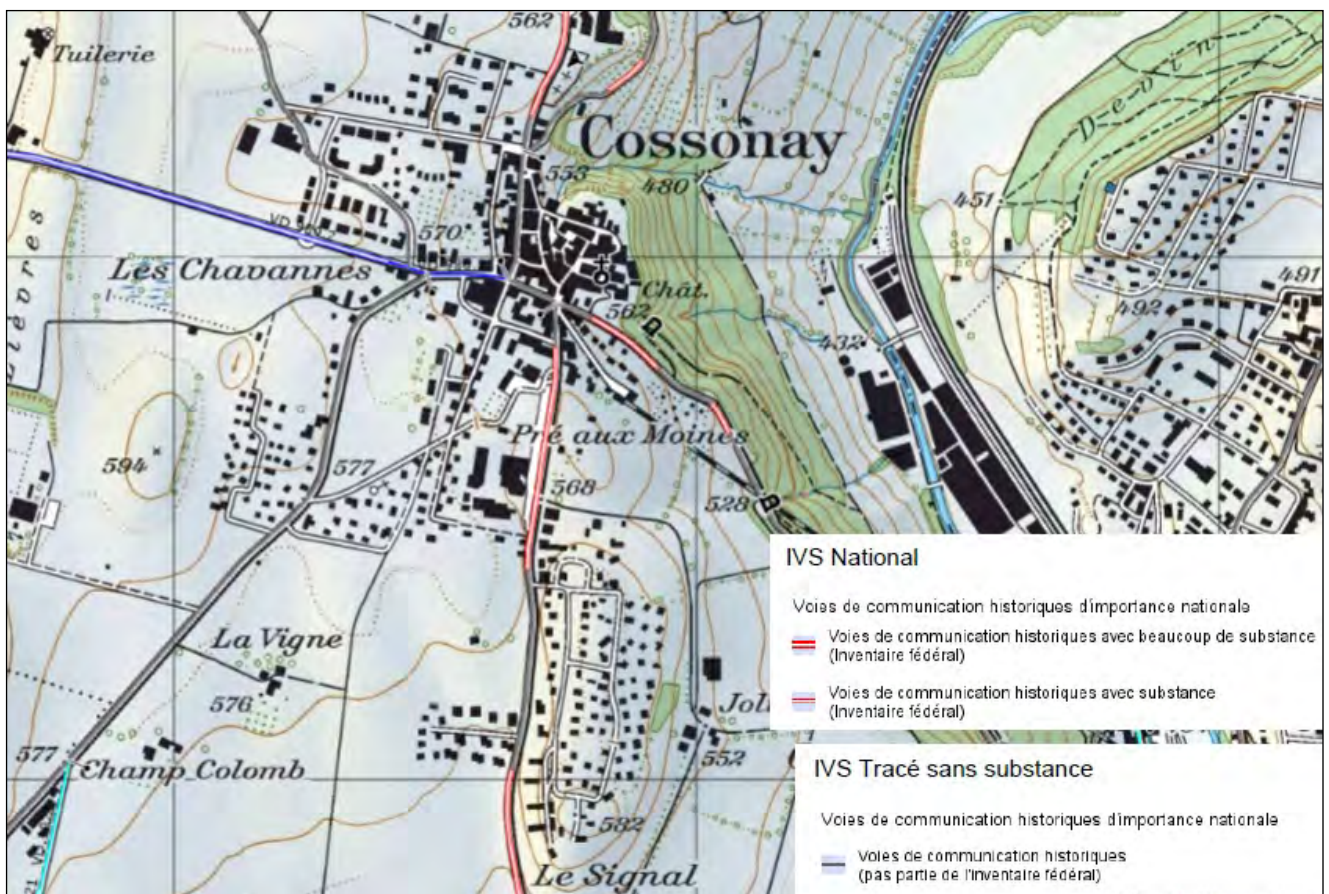 562
Tuilerie
Devin
Cossonay
553
480
451
570
Les Chavannes
491
Chât.
562
492
D
432
Pré aux Moines
594
577
568
528
B
IVS National
Voies de communication historiques d'importance nationale
Voies de communication historiques avec beaucoup de substance
(Inventaire fédéral)
La Vigne
Voies de communication historiques avec substance
(Inventaire fédéral)
576
577
Champ Colomb
552
IVS Tracé sans substance
Voies de communication historiques d'importance nationale
582
Voies de communication historiques
(pas partie de l'inventaire fédéral)
Le Signal